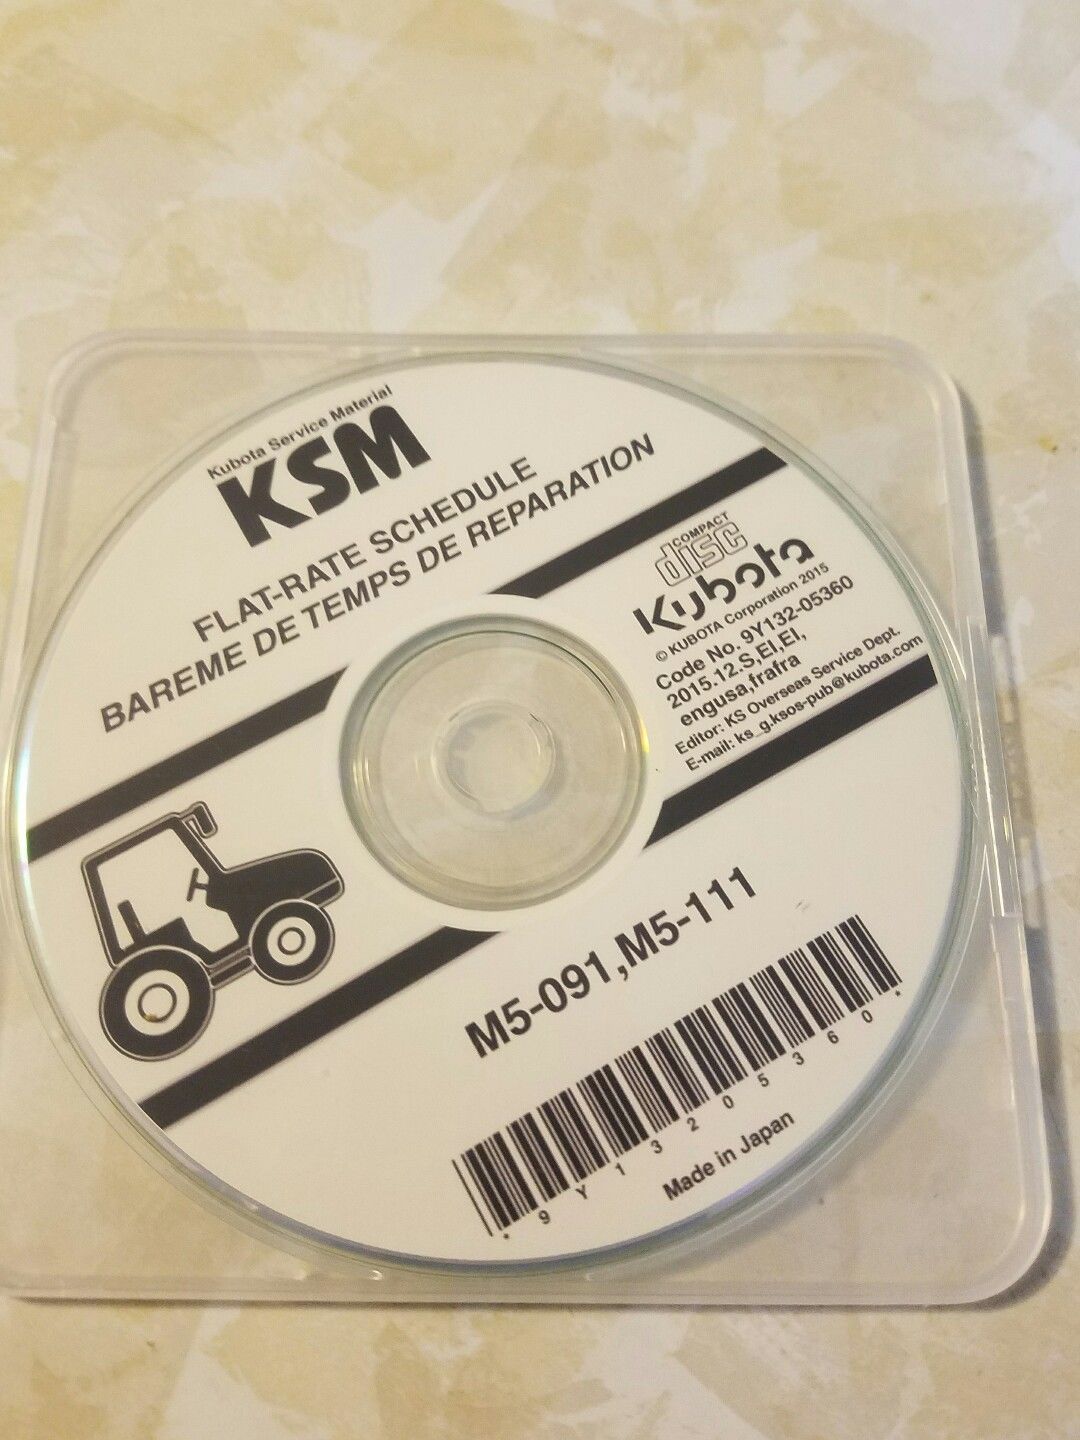 Kubota Service Material
KSM
FLAT-RATE SCHEDULE
BAREME DE TEMPS DE REPARATION
COMPACT
disc
Kubota
© KUBOTA Corporation 2015
Code No. 9Y132-05360
2015.12.S,EI,EI,
engusa,frafra
Editor: KS Overseas Service Dept.
E-mail: ks_g.ksos-pub@kubota.com
M5-091,M5-111
*9Y13205360*
Made in Japan